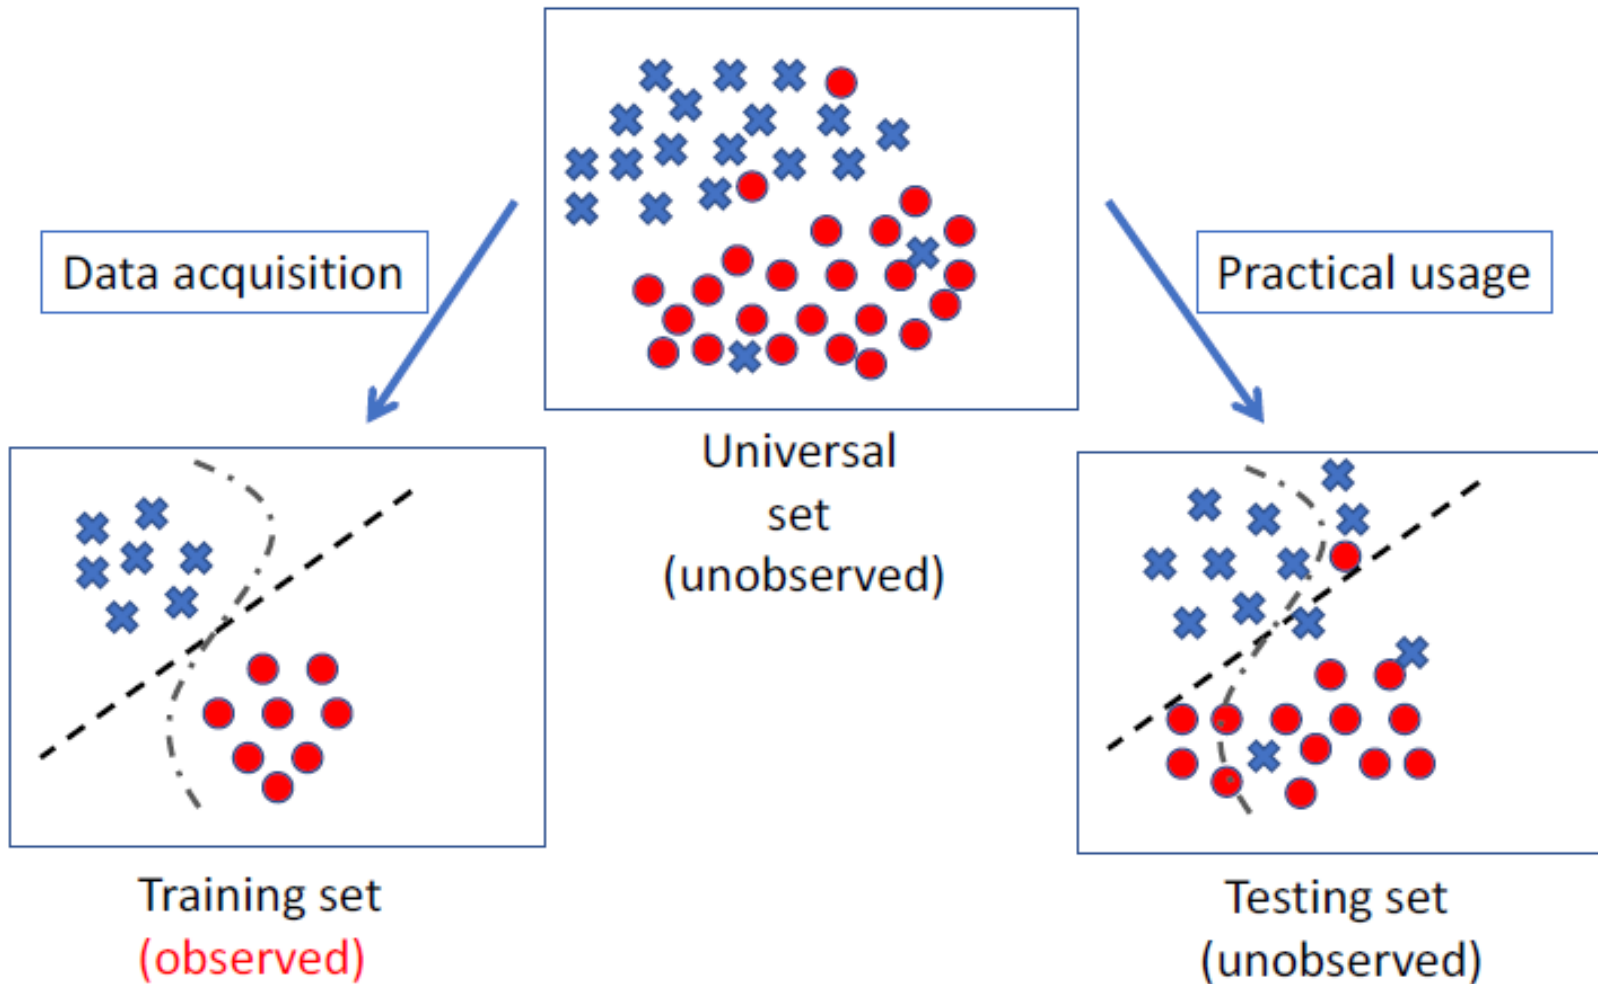 Data acquisition
Practical usage
Universal
set
(unobserved)
Training set
(observed)
Testing set
(unobserved)